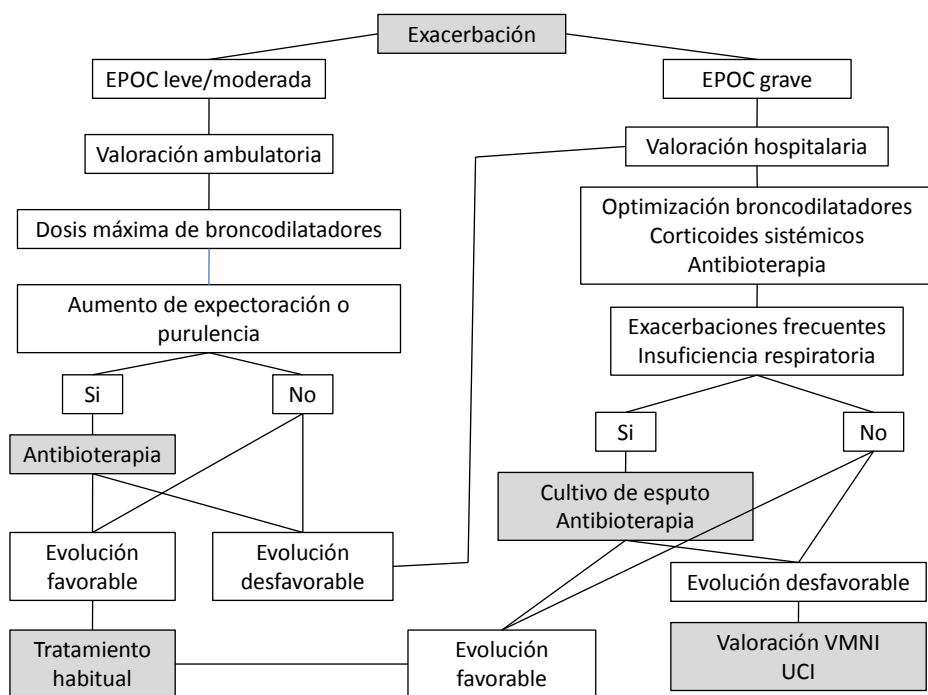 Exacerbación
EPOC leve/moderada
EPOC grave
Valoración ambulatoria
Valoración hospitalaria
Dosis máxima de broncodilatadores
Optimización broncodilatadores
Corticoides sistémicos
Antibioterapia
Aumento de expectoración o
purulencia
Exacerbaciones frecuentes
Insuficiencia respiratoria
Si
No
Si
No
Antibioterapia
Cultivo de esputo
Antibioterapia
Evolución
favorable
Evolución
desfavorable
Evolución desfavorable
Tratamiento
habitual
Evolución
favorable
Valoración VMNI
UCI